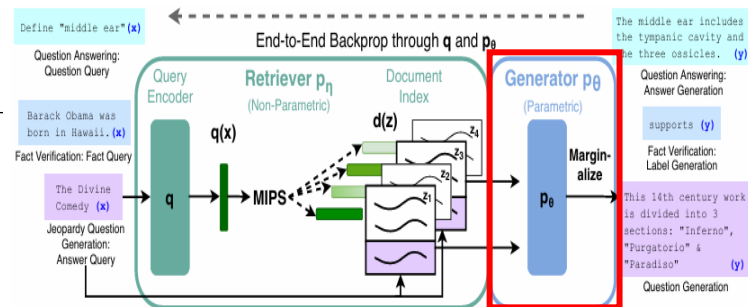 Define "middle ear" (x)
Question Answering:
Question Query
Barack Obama was
born in Hawaii. (x)
Fact Verification: Fact Query
The Divine
Comedy (x)
Jeopardy Question
Generation:
Answer Query
End-to-End Backprop through q and pθ
Query
Encoder
q
q(x)
Retriever pη
(Non-Parametric)
MIPS
Document
Index
d(z)
z4
z3
z2
z1
Generator pθ
(Parametric)
pθ
Margin-
alize
The middle ear includes
the tympanic cavity and
the three ossicles. (y)
Question Answering:
Answer Generation
supports (y)
Fact Verification:
Label Generation
This 14th century work
is divided into 3
sections: "Inferno",
"Purgatorio" &
"Paradiso" (y)
Question Generation